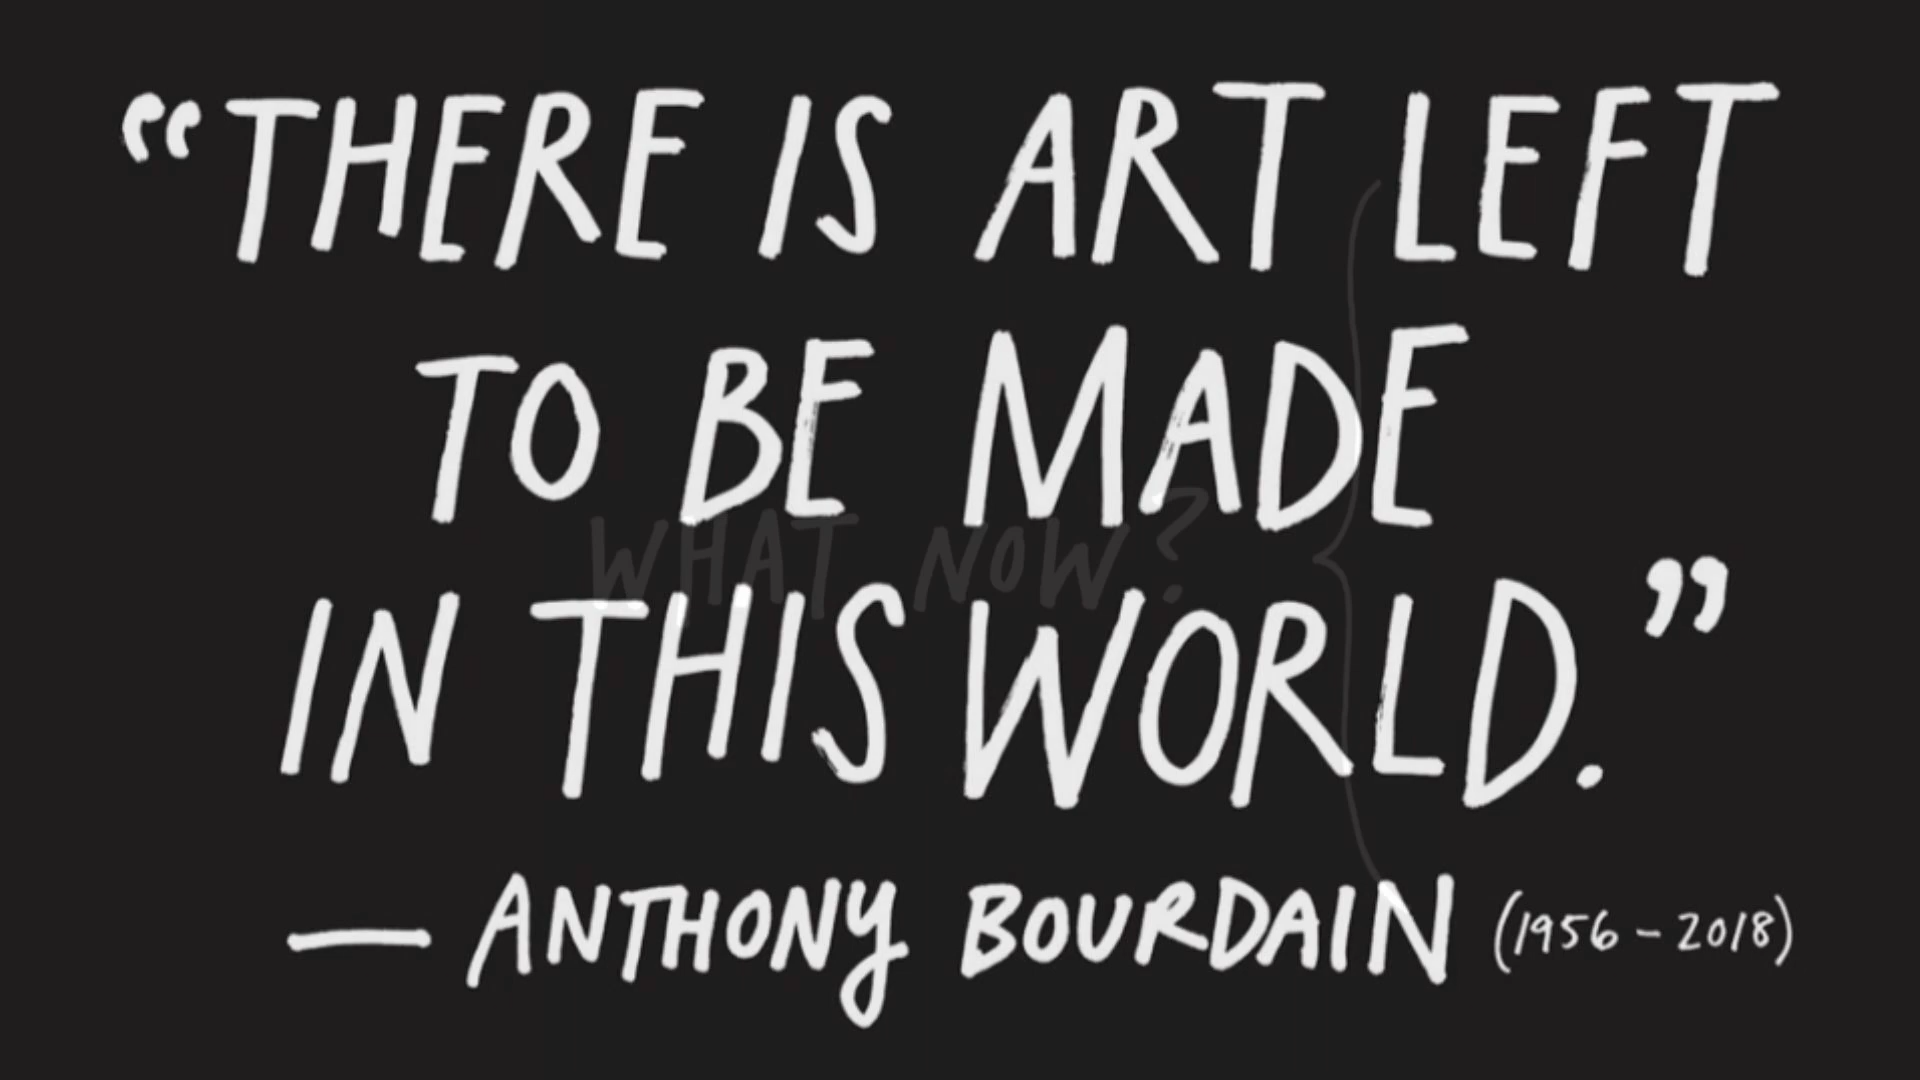 “THERE IS ART LEFT
TO BE MADE
WHAT NOW?
IN THIS WORLD.”
— ANTHONY BOURDAIN (1956 – 2018)